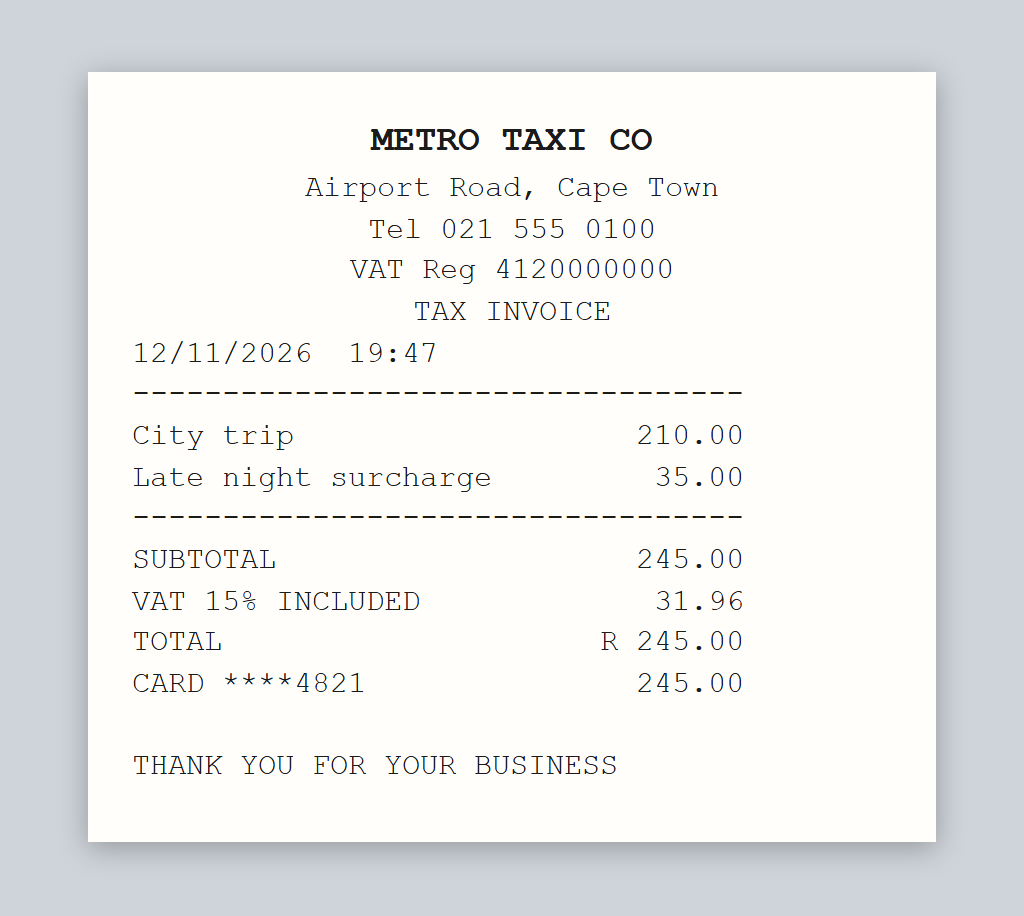 METRO TAXI CO
Airport Road, Cape Town
Tel 021 555 0100
VAT Reg 4120000000
TAX INVOICE
12/11/2026  19:47
----------------------------------
City trip                   210.00
Late night surcharge         35.00
----------------------------------
SUBTOTAL                    245.00
VAT 15% INCLUDED             31.96
TOTAL                     R 245.00
CARD ****4821               245.00
THANK YOU FOR YOUR BUSINESS